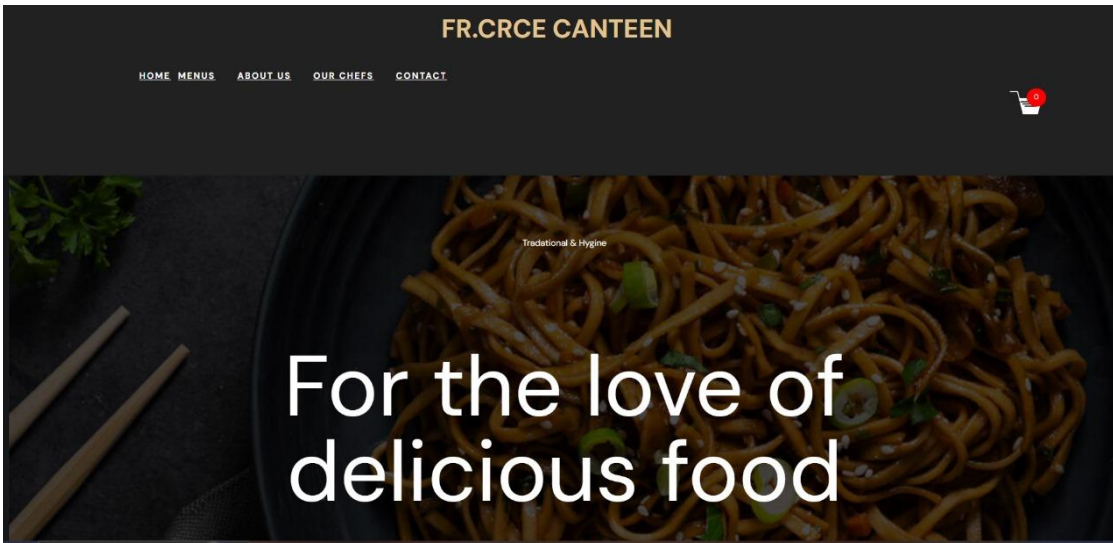 FR.CRCE CANTEEN
HOME MENUS ABOUT US OUR CHEFS CONTACT
0
Tradational & Hygine
For the love of
delicious food